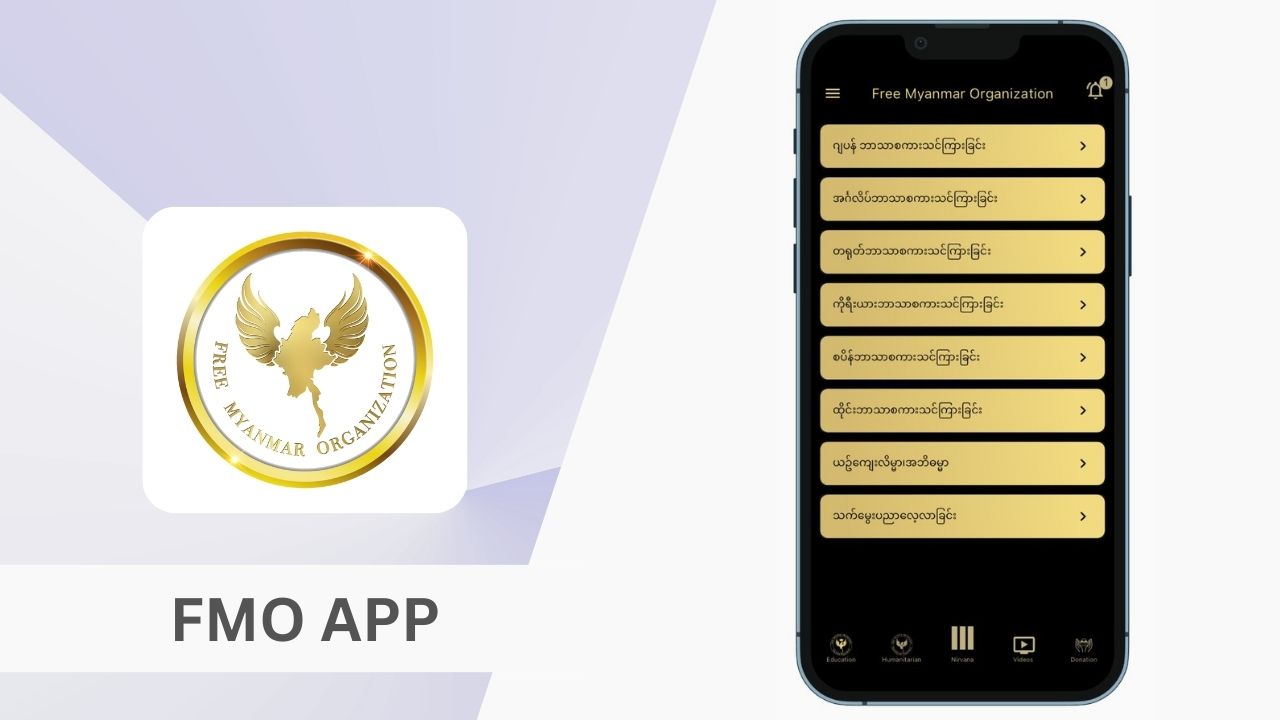 FREE MYANMAR ORGANIZATION
FMO APP
Free Myanmar Organization
1
ဂျပန် ဘာသာစကားသင်ကြားခြင်း
အင်္ဂလိပ်ဘာသာစကားသင်ကြားခြင်း
တရုတ်ဘာသာစကားသင်ကြားခြင်း
ကိုရီးယားဘာသာစကားသင်ကြားခြင်း
စပိန်ဘာသာစကားသင်ကြားခြင်း
ထိုင်းဘာသာစကားသင်ကြားခြင်း
ယဥ်ကျေးလိမ္မာ၊အဘိဓမ္မာ
သက်မွေးပညာလေ့လာခြင်း
Education
Humanitarian
Nirvana
Videos
Donation